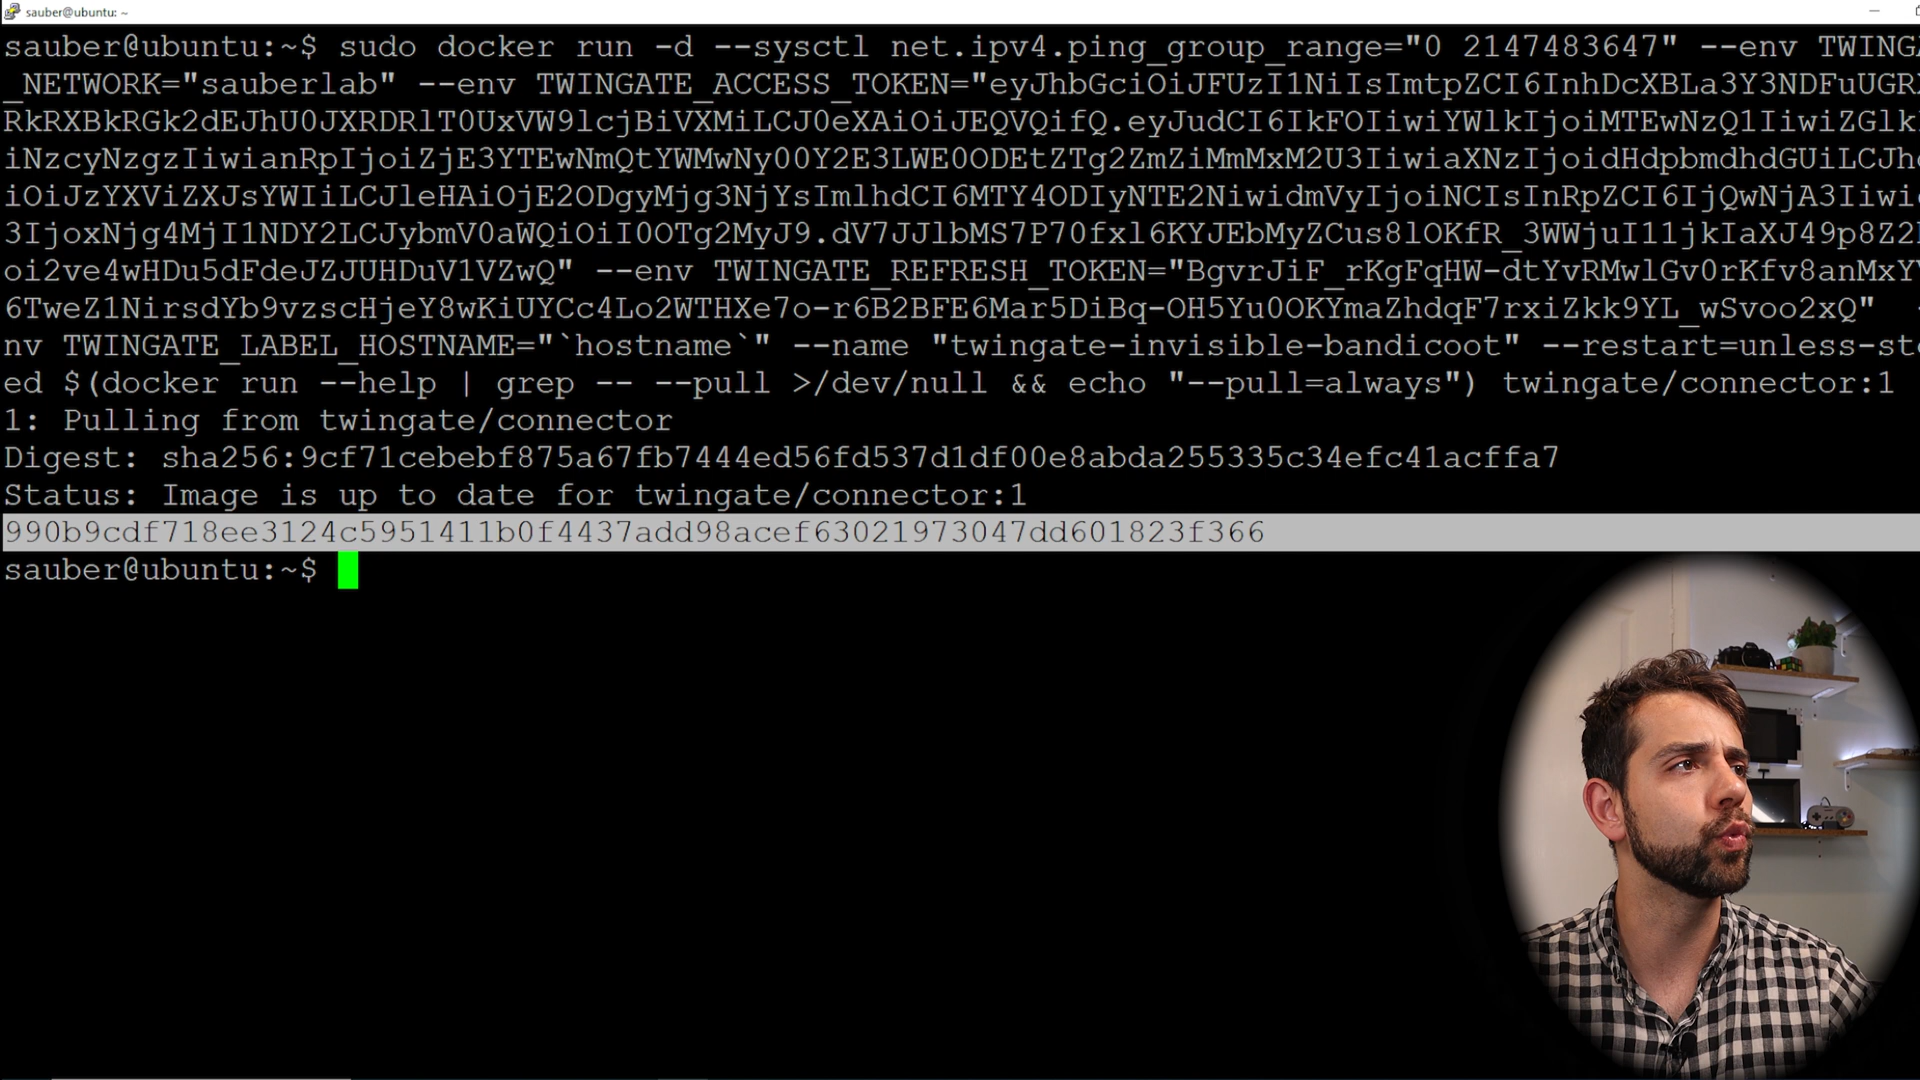 sauber@ubuntu: ~
sauber@ubuntu:~$ sudo docker run -d --sysctl net.ipv4.ping_group_range="0 2147483647" --env TWINGA
_NETWORK="sauberlab" --env TWINGATE_ACCESS_TOKEN="eyJhbGciOiJFUzI1NiIsImtpZCI6InhDcXBLa3Y3NDFuUGR
RkRXBkRGk2dEJhU0JXRDRlT0UxVW9lcjBiVXMiLCJ0eXAiOiJEQVQifQ.eyJudCI6IkFOIiwiYWlkIjoiMTEwNzQ1IiwiZGlk
iNzcyNzgzIiwianRpIjoiZjE3YTEwNmQtYWMwNy00Y2E3LWE0ODEtZTg2ZmZiMmMxM2U3IiwiaXNzIjoidHdpbmdhdGUiLCJh
iOiJzYXViZXJsYWIiLCJleHAiOjE2ODgyMjg3NjYsImlhdCI6MTY4ODIyNTE2NiwidmVyIjoiNCIsInRpZCI6IjQwNjA3Iiwi
3IjoxNjg4MjI1NDY2LCJybmV0aWQiOiI0OTg2MyJ9.dV7JJlbMS7P70fxl6KYJEbMyZCus8lOKfR_3WWjuI11jkIaXJ49p8Z2
oi2ve4wHDu5dFdeJZJUHDuV1VZwQ" --env TWINGATE_REFRESH_TOKEN="BgvrJiF_rKgFqHW-dtYvRMwlGv0rKfv8anMxY
6TweZ1NirsdYb9vzscHjeY8wKiUYCc4Lo2WTHXe7o-r6B2BFE6Mar5DiBq-OH5Yu0OKYmaZhdqF7rxiZkk9YL_wSvoo2xQ"
nv TWINGATE_LABEL_HOSTNAME="`hostname`" --name "twingate-invisible-bandicoot" --restart=unless-st
ed $(docker run --help | grep -- --pull >/dev/null && echo "--pull=always") twingate/connector:1
1: Pulling from twingate/connector
Digest: sha256:9cf71cebebf875a67fb7444ed56fd537d1df00e8abda255335c34efc41acffa7
Status: Image is up to date for twingate/connector:1
990b9cdf718ee3124c5951411b0f4437add98acef63021973047dd601823f366
sauber@ubuntu:~$